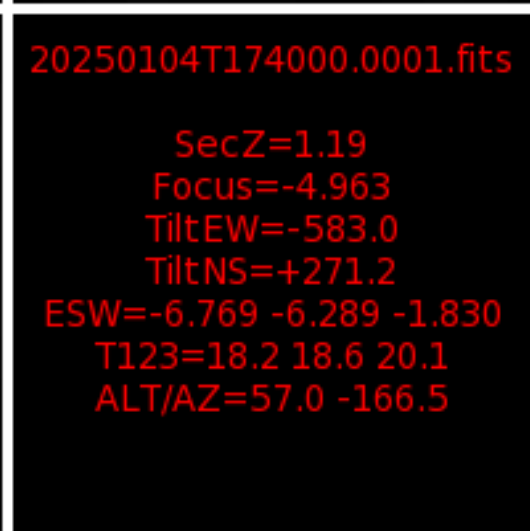 20250104T174000.0001.fits
SecZ=1.19
Focus=-4.963
TiltEW=-583.0
TiltNS=+271.2
ESW=-6.769 -6.289 -1.830
T123=18.2 18.6 20.1
ALT/AZ=57.0 -166.5